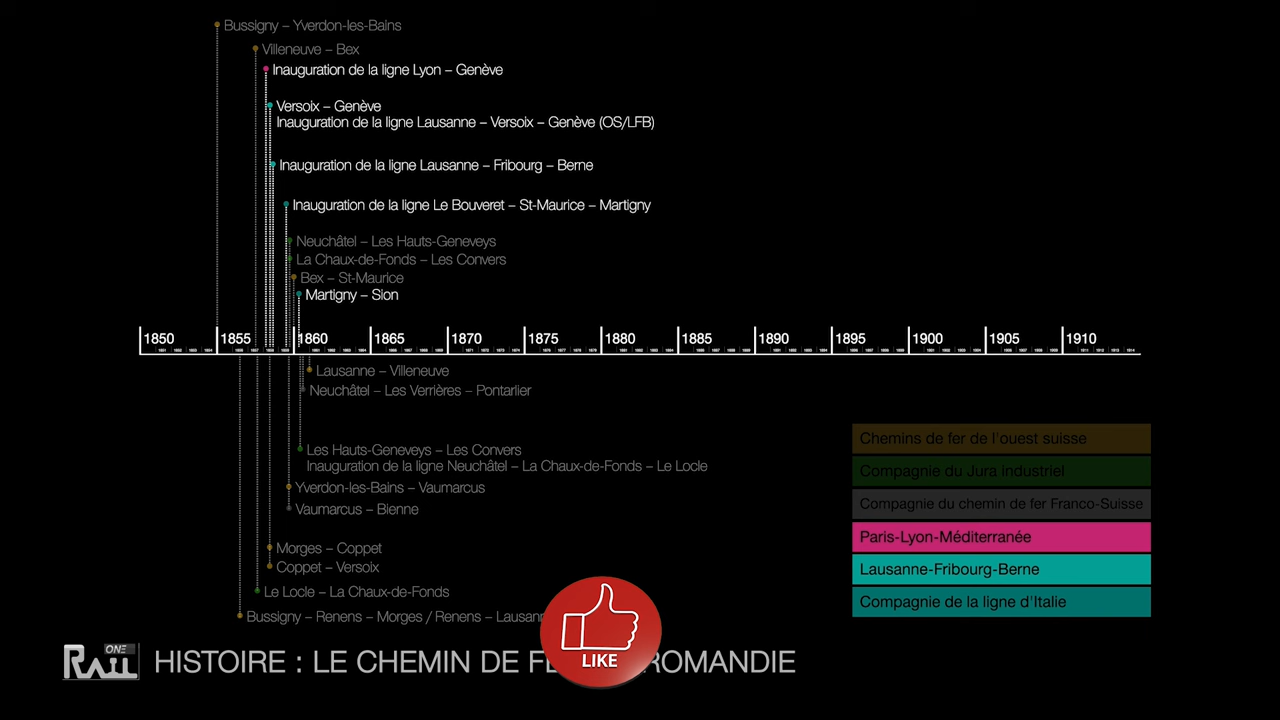 Bussigny – Yverdon-les-Bains
Villeneuve – Bex
Inauguration de la ligne Lyon – Genève
Versoix – Genève
Inauguration de la ligne Lausanne – Versoix – Genève (OS/LFB)
Inauguration de la ligne Lausanne – Fribourg – Berne
Inauguration de la ligne Le Bouveret – St-Maurice – Martigny
Neuchâtel – Les Hauts-Geneveys
La Chaux-de-Fonds – Les Convers
Bex – St-Maurice
Martigny – Sion
1850 1855 1860 1865 1870 1875 1880 1885 1890 1895 1900 1905 1910
Lausanne – Villeneuve
Neuchâtel – Les Verrières – Pontarlier
Les Hauts-Geneveys – Les Convers
Inauguration de la ligne Neuchâtel – La Chaux-de-Fonds – Le Locle
Yverdon-les-Bains – Vaumarcus
Vaumarcus – Bienne
Morges – Coppet
Coppet – Versoix
Le Locle – La Chaux-de-Fonds
Bussigny – Renens – Morges / Renens – Lausan
Chemins de fer de l'ouest suisse
Compagnie du Jura industriel
Compagnie du chemin de fer Franco-Suisse
Paris-Lyon-Méditerranée
Lausanne-Fribourg-Berne
Compagnie de la ligne d'Italie
LIKE
RAIL ONE
HISTOIRE : LE CHEMIN DE FE ROMANDIE